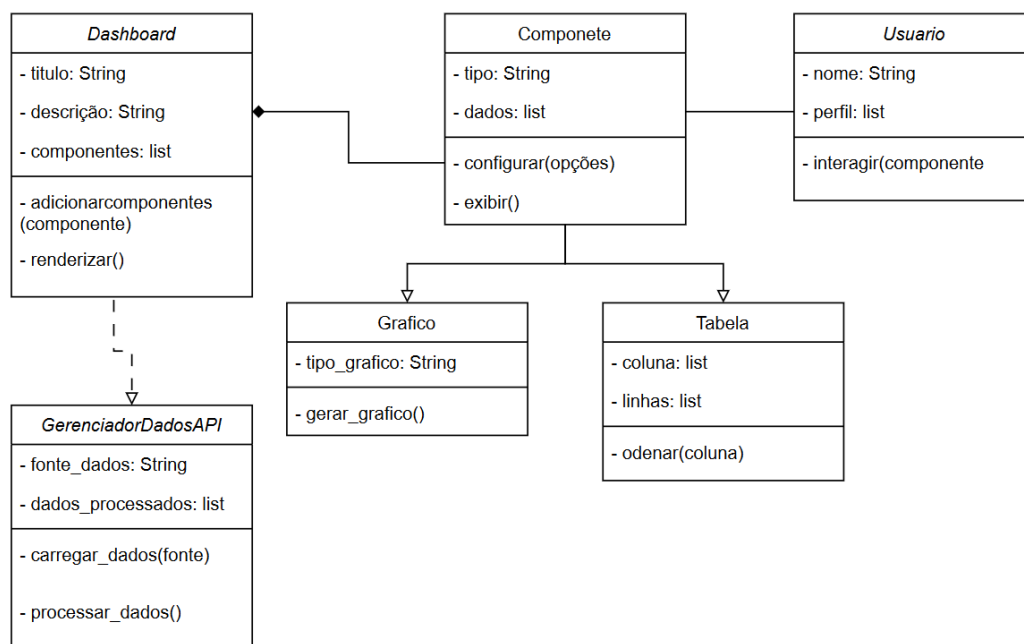 Dashboard
- titulo: String
- descrição: String
- componentes: list
- adicionarcomponentes
(componente)
- renderizar()
Componete
- tipo: String
- dados: list
- configurar(opções)
- exibir()
Usuario
- nome: String
- perfil: list
- interagir(componente
Grafico
- tipo_grafico: String
- gerar_grafico()
Tabela
- coluna: list
- linhas: list
- odenar(coluna)
GerenciadorDadosAPI
- fonte_dados: String
- dados_processados: list
- carregar_dados(fonte)
- processar_dados()